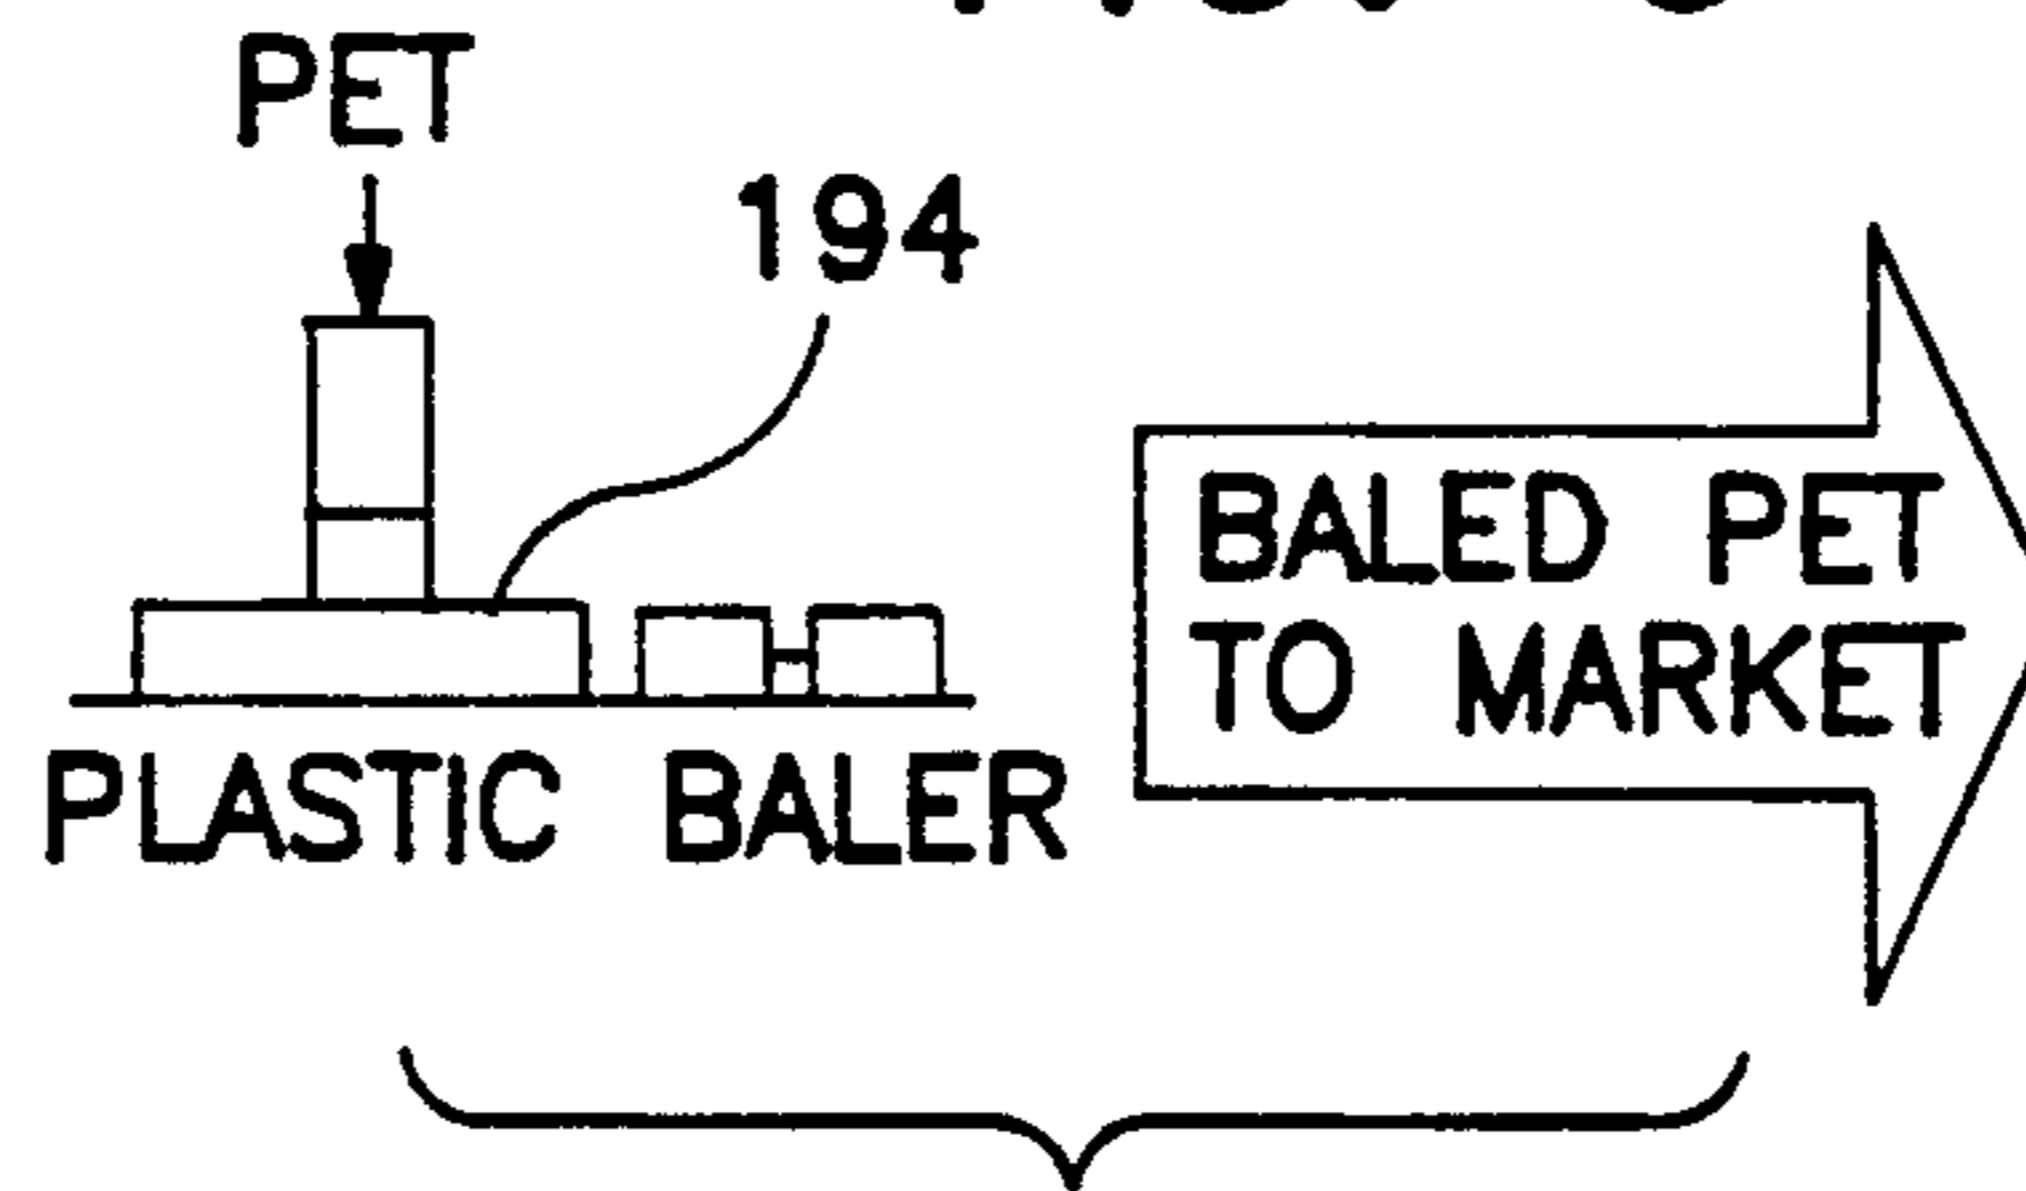 PET
194
BALED PET
TO MARKET
PLASTIC BALER